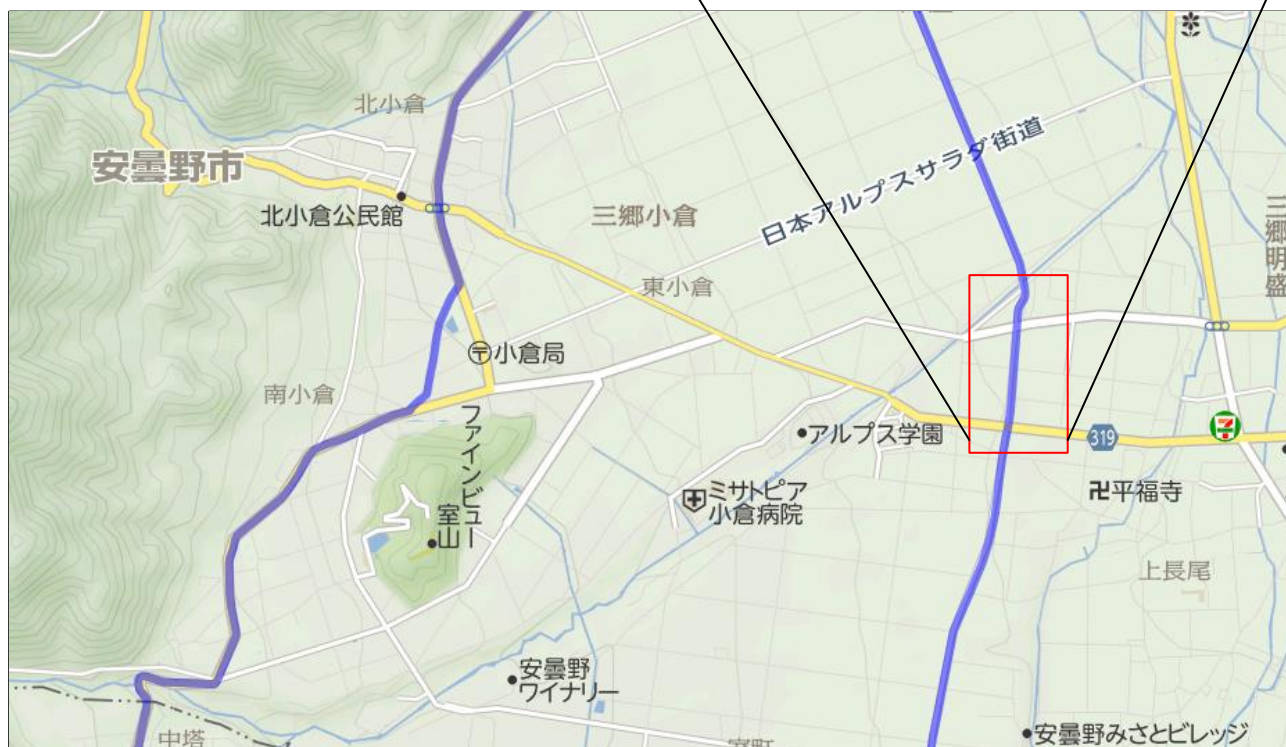 北小倉
安曇野市
日本アルプスサラダ街道
北小倉公民館
三郷小倉
三郷明盛
東小倉
〒小倉局
南小倉
ファインビュー
室山
アルプス学園
319
7
卍平福寺
ミサトピア
小倉病院
上長尾
安曇野
ワイナリー
安曇野みさとビレッジ
中塔